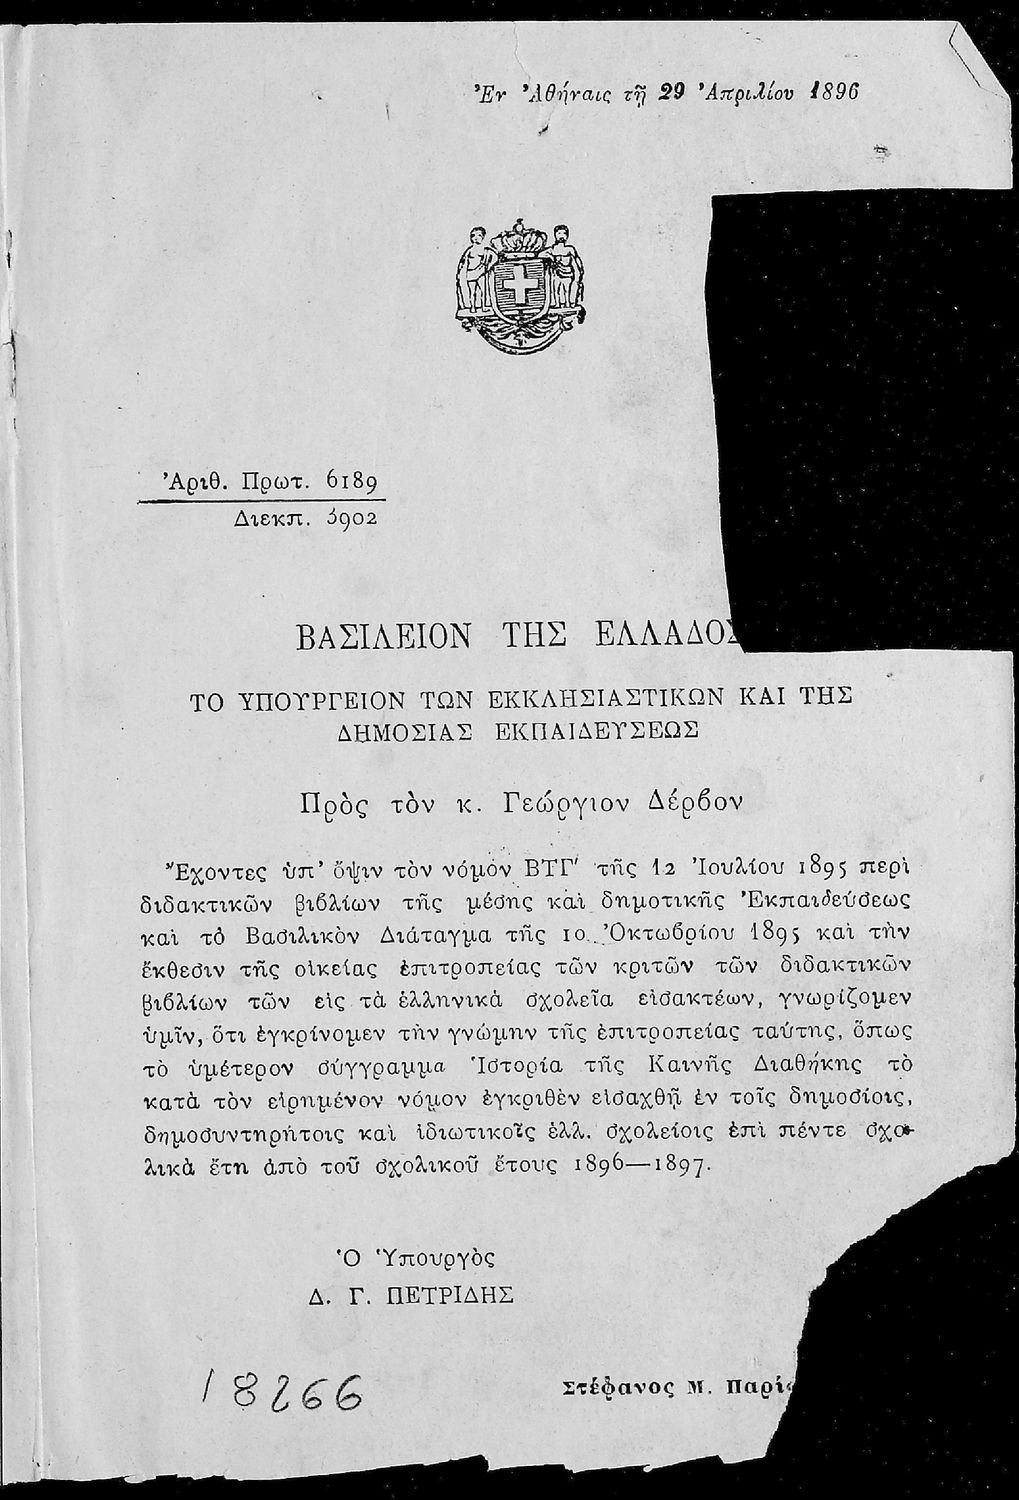 Ἐν Ἀθήναις τῇ 29 Ἀπριλίου 1896
Ἀριθ. Πρωτ. 6189
Διεκπ. 3902
ΒΑΣΙΛΕΙΟΝ ΤΗΣ ΕΛΛΑΔΟΣ
ΤΟ ΥΠΟΥΡΓΕΙΟΝ ΤΩΝ ΕΚΚΛΗΣΙΑΣΤΙΚΩΝ ΚΑΙ ΤΗΣ
ΔΗΜΟΣΙΑΣ ΕΚΠΑΙΔΕΥΣΕΩΣ
Πρὸς τὸν κ. Γεώργιον Δέρβον
Ἔχοντες ὑπ' ὄψιν τὸν νόμον ΒΤΓ' τῆς 12 Ἰουλίου 1895 περὶ
διδακτικῶν βιβλίων τῆς μέσης καὶ δημοτικῆς Ἐκπαιδεύσεως
καὶ τὸ Βασιλικὸν Διάταγμα τῆς 10 Ὀκτωβρίου 1895 καὶ τὴν
ἔκθεσιν τῆς οἰκείας ἐπιτροπείας τῶν κριτῶν τῶν διδακτικῶν
βιβλίων τῶν εἰς τὰ ἑλληνικὰ σχολεῖα εἰσακτέων, γνωρίζομεν
ὑμῖν, ὅτι ἐγκρίνομεν τὴν γνώμην τῆς ἐπιτροπείας ταύτης, ὅπως
τὸ ὑμέτερον σύγγραμμα Ἱστορία τῆς Καινῆς Διαθήκης τὸ
κατὰ τὸν εἰρημένον νόμον ἐγκριθὲν εἰσαχθῇ ἐν τοῖς δημοσίοις,
δημοσυντηρήτοις καὶ ἰδιωτικοῖς ἑλλ. σχολείοις ἐπὶ πέντε σχο-
λικὰ ἔτη ἀπὸ τοῦ σχολικοῦ ἔτους 1896—1897.
Ὁ Ὑπουργὸς
Δ. Γ. ΠΕΤΡΙΔΗΣ
18266
Στέφανος Μ. Παρί